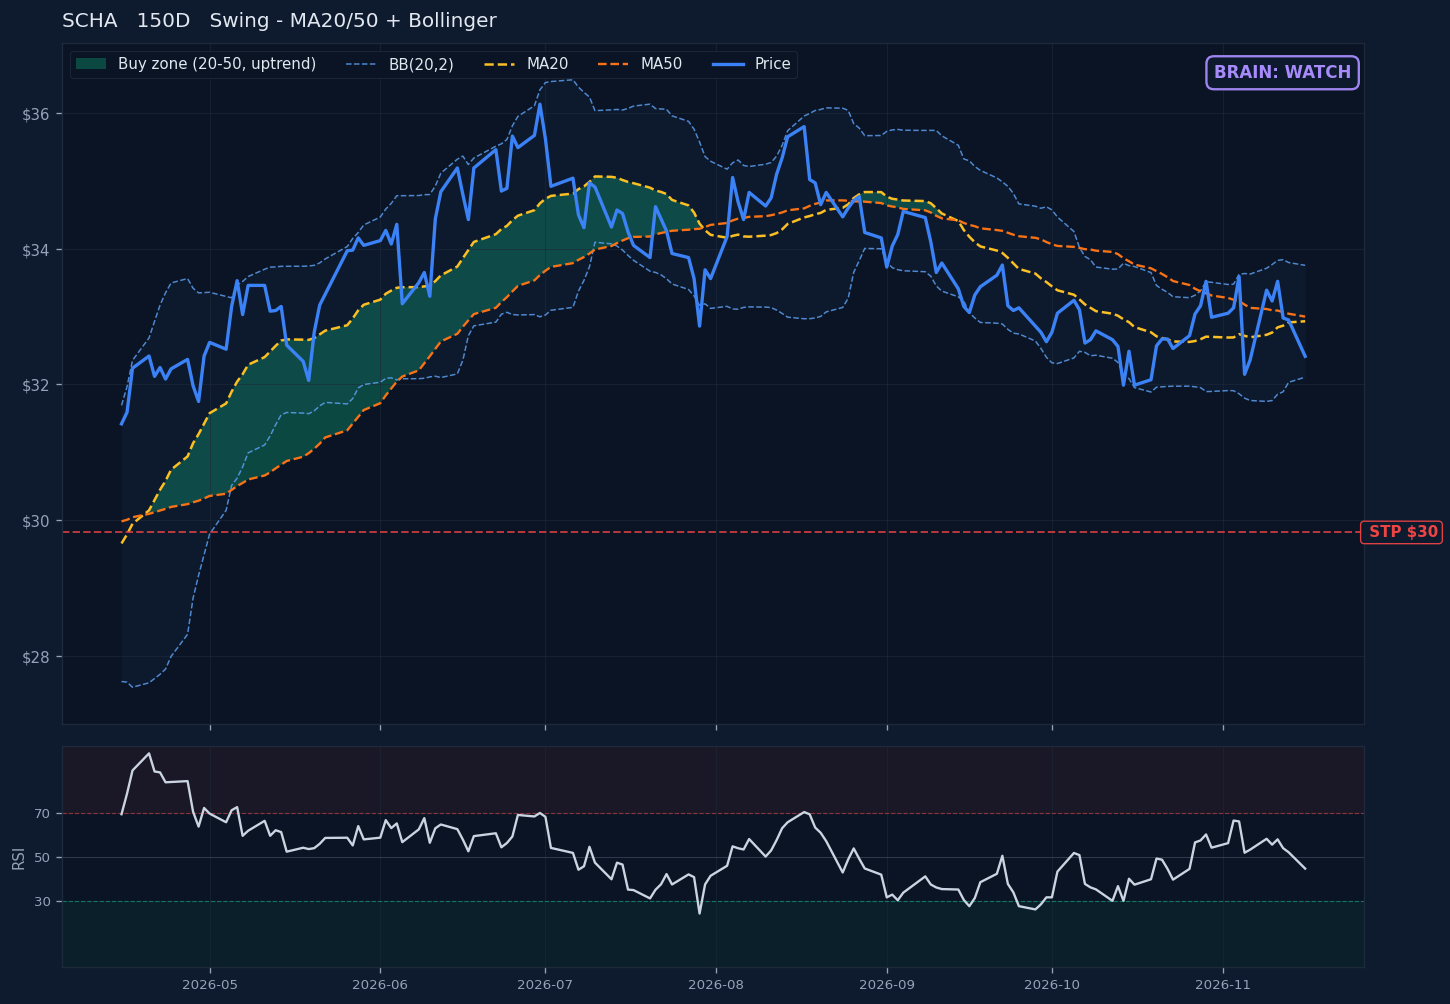 SCHA 150D Swing - MA20/50 + Bollinger
Buy zone (20-50, uptrend) BB(20,2) MA20 MA50 Price
BRAIN: WATCH
$36
$34
$32
$30
STP $30
$28
70
50
30
RSI
2026-05 2026-06 2026-07 2026-08 2026-09 2026-10 2026-11